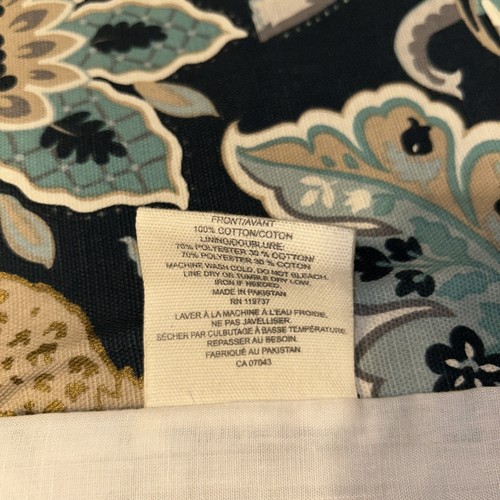 FRONT/AVANT
100% COTTON/COTON
LINING/DOUBLURE:
70% POLYESTER 30 % COTTON/
70% POLYESTER 30 % COTON
MACHINE WASH COLD. DO NOT BLEACH.
LINE DRY OR TUMBLE DRY LOW.
IRON IF NEEDED.
MADE IN PAKISTAN
RN 119737
LAVER À LA MACHINE À L'EAU FROIDE.
NE PAS JAVELLISER.
SÉCHER PAR CULBUTAGE À BASSE TEMPÉRATURE.
REPASSER AU BESOIN.
FABRIQUÉ AU PAKISTAN
CA 07043